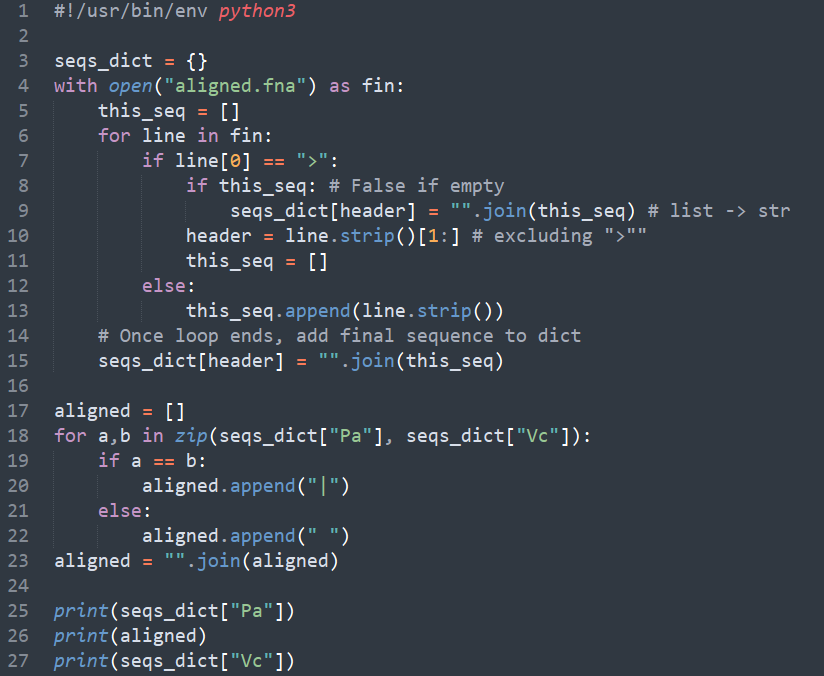 1 #!/usr/bin/env python3
2
3 seqs_dict = {}
4 with open("aligned.fna") as fin:
5     this_seq = []
6     for line in fin:
7         if line[0] == ">":
8             if this_seq: # False if empty
9                 seqs_dict[header] = "".join(this_seq) # list -> str
10             header = line.strip()[1:] # excluding ">""
11             this_seq = []
12         else:
13             this_seq.append(line.strip())
14     # Once loop ends, add final sequence to dict
15     seqs_dict[header] = "".join(this_seq)
16
17 aligned = []
18 for a,b in zip(seqs_dict["Pa"], seqs_dict["Vc"]):
19     if a == b:
20         aligned.append("|")
21     else:
22         aligned.append(" ")
23 aligned = "".join(aligned)
24
25 print(seqs_dict["Pa"])
26 print(aligned)
27 print(seqs_dict["Vc"])